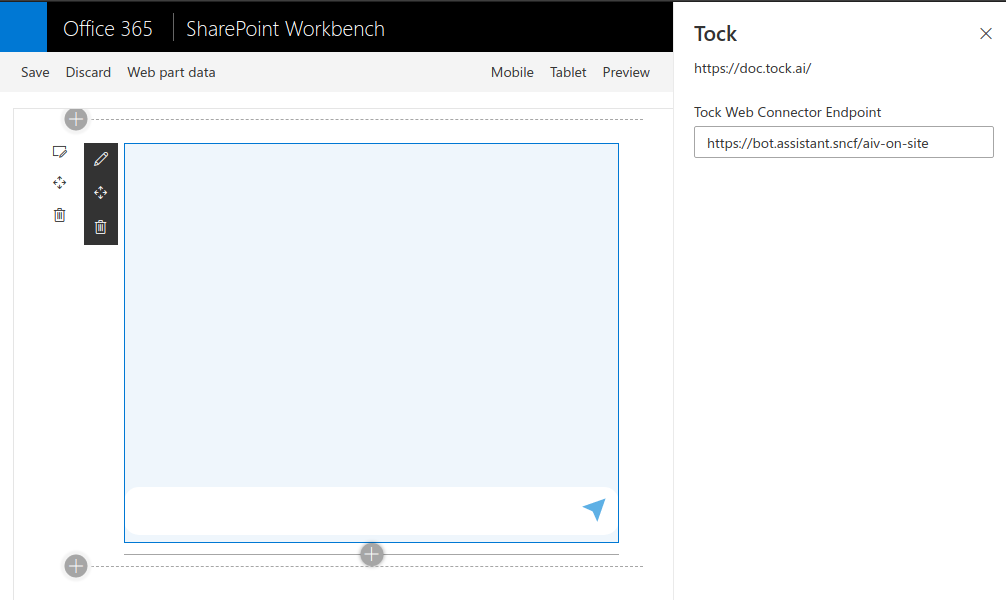 Office 365 SharePoint Workbench
Save Discard Web part data Mobile Tablet Preview
Tock
https://doc.tock.ai/
Tock Web Connector Endpoint
https://bot.assistant.sncf/aiv-on-site